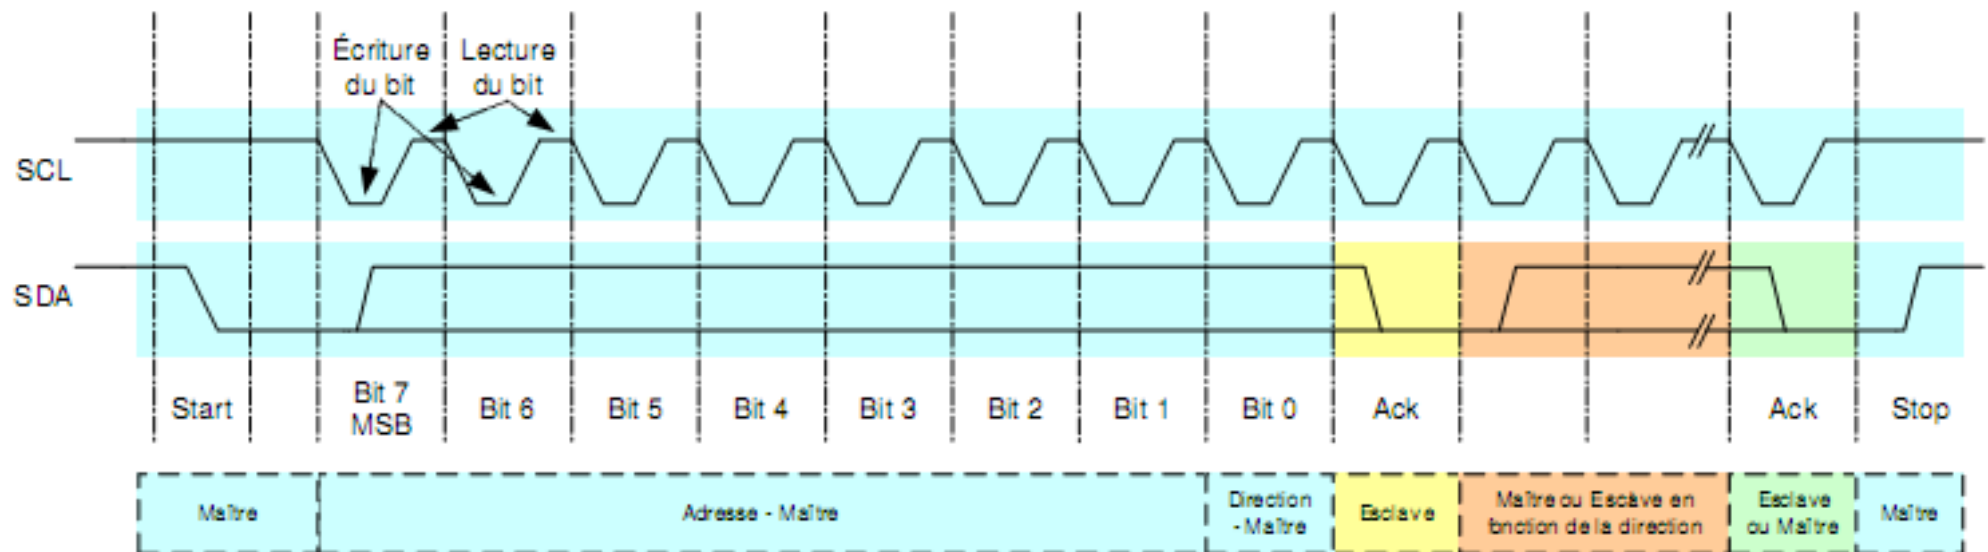 Écriture
du bit
Lecture
du bit
SCL
SDA
Start
Bit 7
MSB
Bit 6
Bit 5
Bit 4
Bit 3
Bit 2
Bit 1
Bit 0
Ack
Ack
Stop
Maître
Adresse - Maître
Direction
- Maître
Esclave
Maître ou Escave en
fonction de la direction
Esclave
ou Maître
Maître